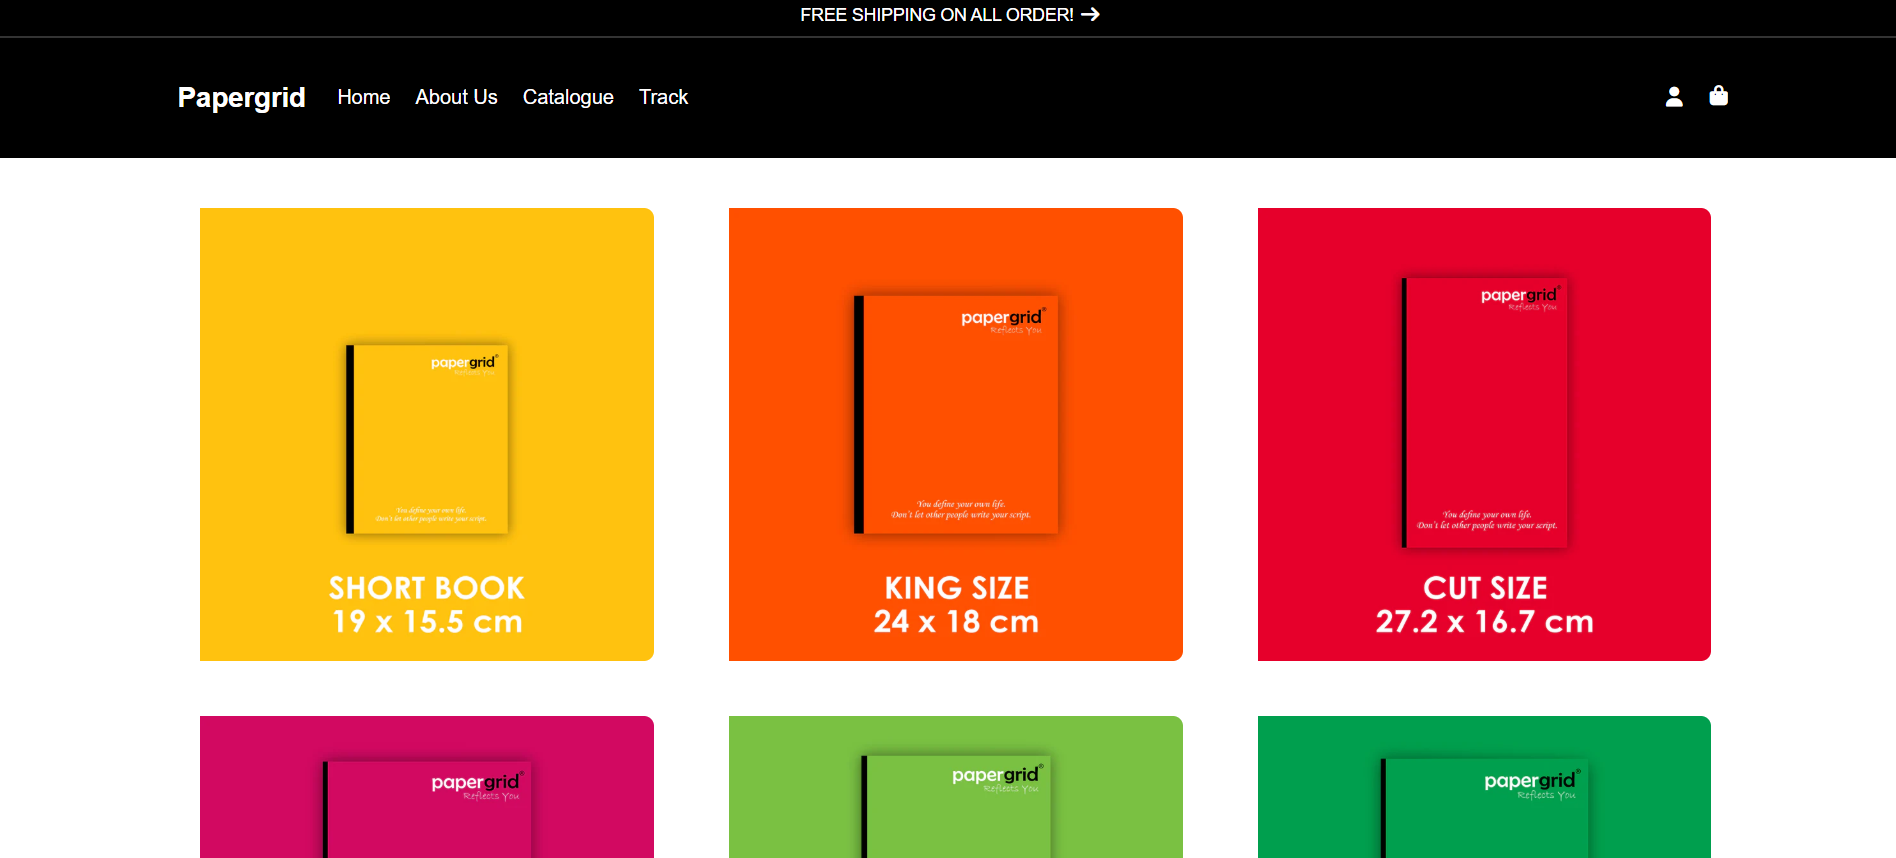 FREE SHIPPING ON ALL ORDER! →
Papergrid Home About Us Catalogue Track
papergrid®
Reflects You
You define your own life.
Don't let other people write your script.
SHORT BOOK
19 x 15.5 cm
papergrid®
Reflects You
You define your own life.
Don't let other people write your script.
KING SIZE
24 x 18 cm
papergrid®
Reflects You
You define your own life.
Don't let other people write your script.
CUT SIZE
27.2 x 16.7 cm
papergrid®
Reflects You
papergrid®
Reflects You
papergrid®
Reflects You